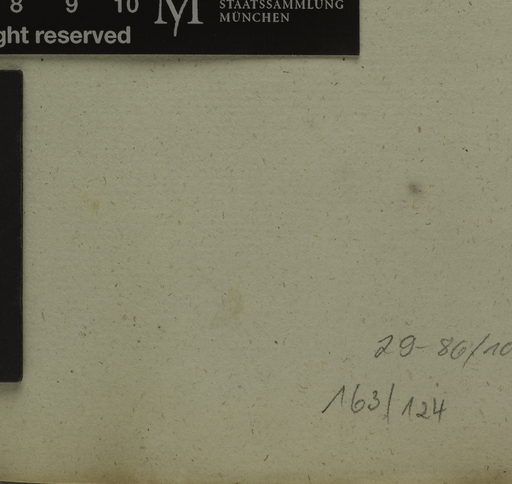 8 9 10
M
STAATSSAMMLUNG
MÜNCHEN
ght reserved
29-86/10
163/124